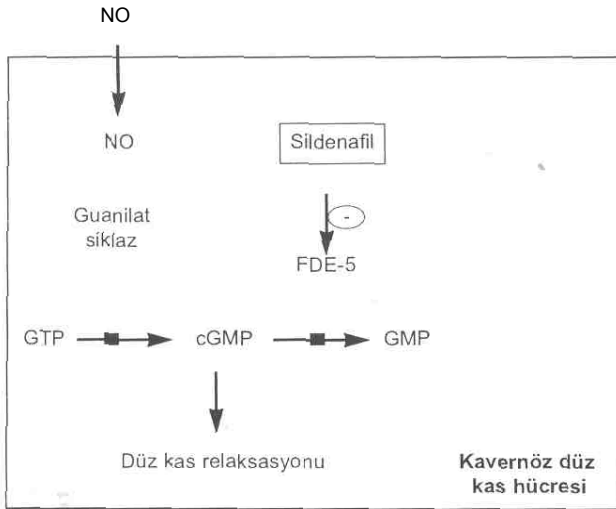 NO
NO
Sildenafil
Guanilat
siklaz
-
FDE-5
GTP
cGMP
GMP
Düz kas relaksasyonu
Kavernöz düz
kas hücresi